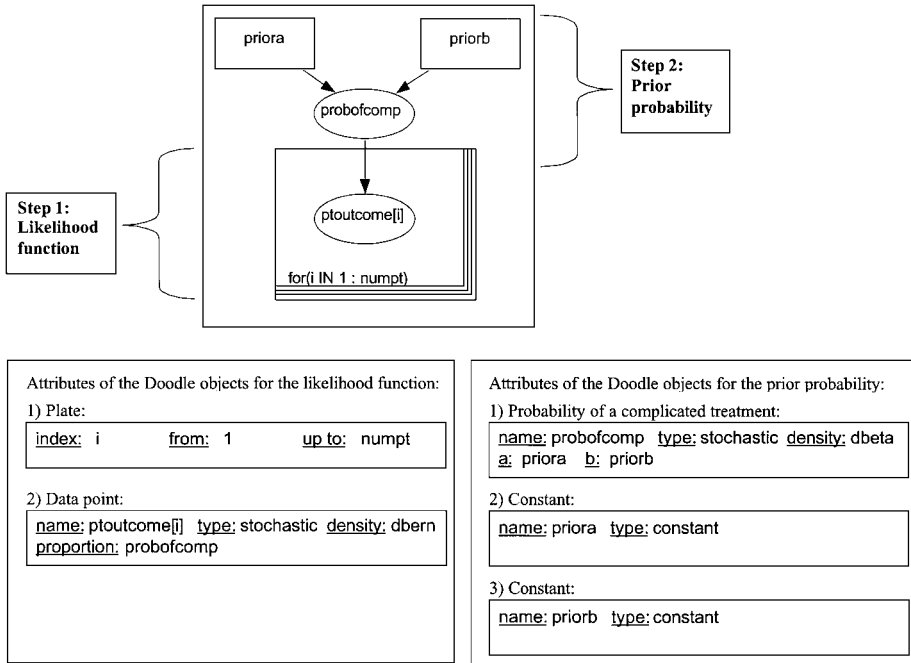 priora
priorb
Step 2:
Prior
probability
probofcomp
Step 1:
Likelihood
function
ptoutcome[i]
for(i IN 1 : numpt)
Attributes of the Doodle objects for the likelihood function:
1) Plate:
index: i from: 1 up to: numpt
2) Data point:
name: ptoutcome[i] type: stochastic density: dbern
proportion: probofcomp
Attributes of the Doodle objects for the prior probability:
1) Probability of a complicated treatment:
name: probofcomp type: stochastic density: dbeta
a: priora b: priorb
2) Constant:
name: priora type: constant
3) Constant:
name: priorb type: constant